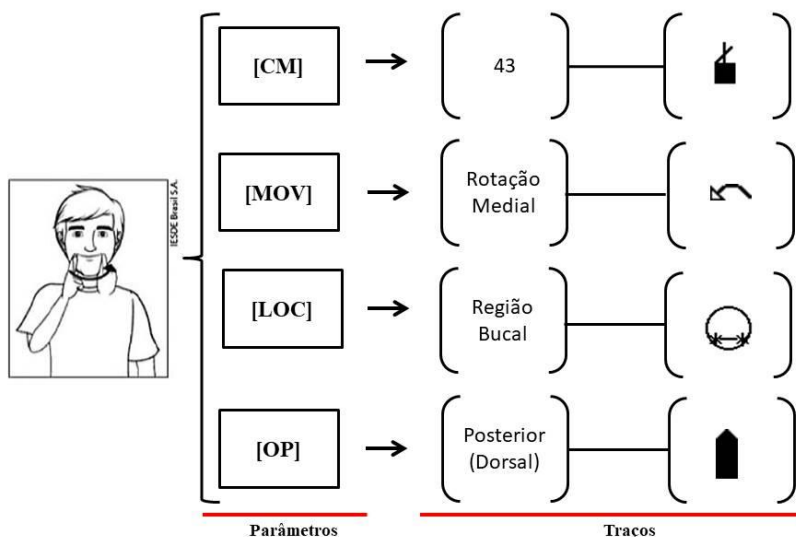 [CM]
43
[MOV]
Rotação
Medial
IESDE Brasil S.A.
[LOC]
Região
Bucal
[OP]
Posterior
(Dorsal)
Parâmetros
Traços